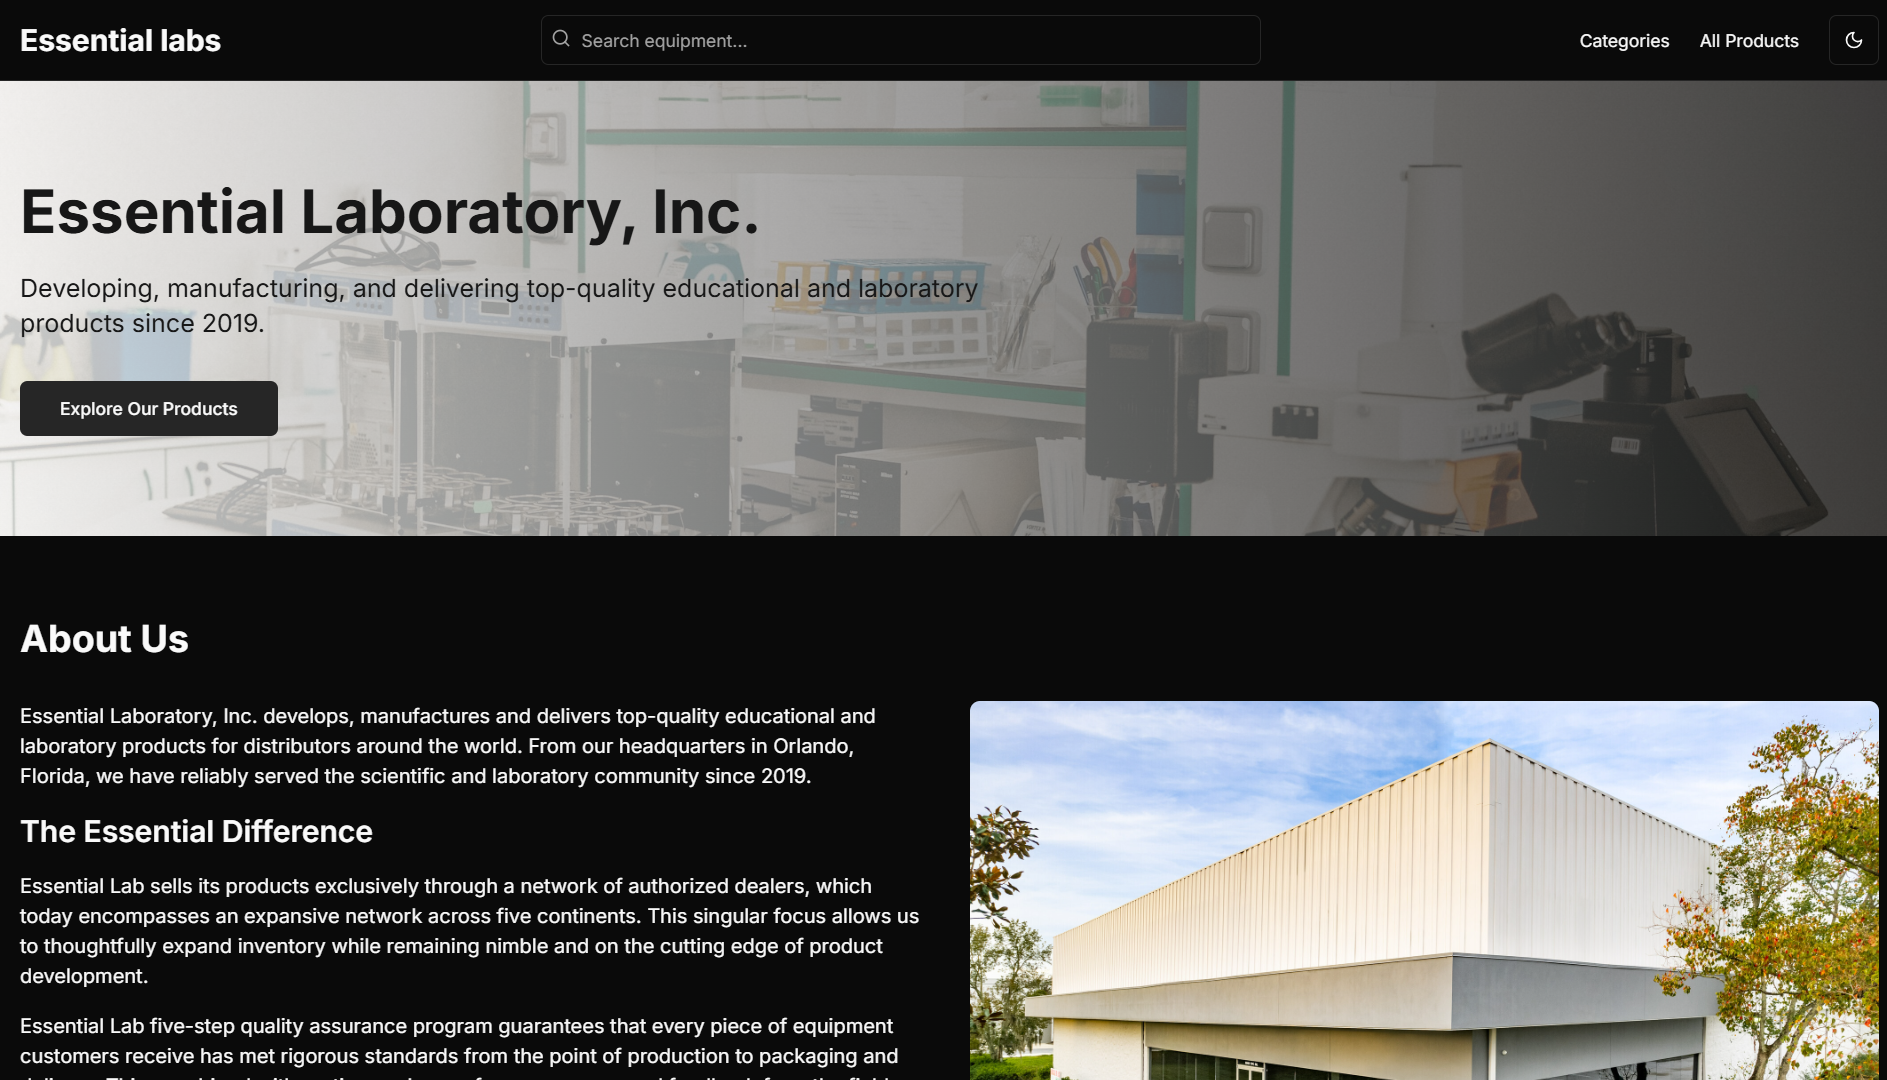 Essential labs
Search equipment...
Categories
All Products
Essential Laboratory, Inc.
Developing, manufacturing, and delivering top-quality educational and laboratory
products since 2019.
Explore Our Products
About Us
Essential Laboratory, Inc. develops, manufactures and delivers top-quality educational and
laboratory products for distributors around the world. From our headquarters in Orlando,
Florida, we have reliably served the scientific and laboratory community since 2019.
The Essential Difference
Essential Lab sells its products exclusively through a network of authorized dealers, which
today encompasses an expansive network across five continents. This singular focus allows us
to thoughtfully expand inventory while remaining nimble and on the cutting edge of product
development.
Essential Lab five-step quality assurance program guarantees that every piece of equipment
customers receive has met rigorous standards from the point of production to packaging and